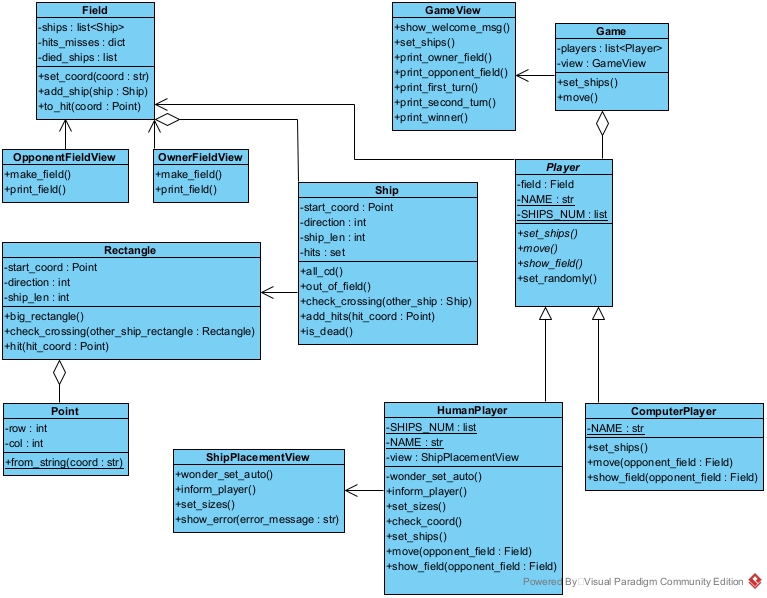 Field
-ships : list<Ship>
-hits_misses : dict
-died_ships : list
+set_coord(coord : str)
+add_ship(ship : Ship)
+to_hit(coord : Point)
GameView
+show_welcome_msg()
+set_ships()
+print_owner_field()
+print_opponent_field()
+print_first_turn()
+print_second_turn()
+print_winner()
Game
-players : list<Player>
-view : GameView
+set_ships()
+move()
OpponentFieldView
+make_field()
+print_field()
OwnerFieldView
+make_field()
+print_field()
Player
-field : Field
-NAME : str
-SHIPS_NUM : list
+set_ships()
+move()
+show_field()
+set_randomly()
Ship
-start_coord : Point
-direction : int
-ship_len : int
-hits : set
+all_cd()
+out_of_field()
+check_crossing(other_ship : Ship)
+add_hits(hit_coord : Point)
+is_dead()
Rectangle
-start_coord : Point
-direction : int
-ship_len : int
+big_rectangle()
+check_crossing(other_ship_rectangle : Rectangle)
+hit(hit_coord : Point)
Point
-row : int
-col : int
+from_string(coord : str)
ShipPlacementView
+wonder_set_auto()
+inform_player()
+set_sizes()
+show_error(error_message : str)
HumanPlayer
-SHIPS_NUM : list
-NAME : str
-view : ShipPlacementView
-wonder_set_auto()
+inform_player()
+set_sizes()
+check_coord()
+set_ships()
+move(opponent_field : Field)
+show_field(opponent_field : Field)
ComputerPlayer
-NAME : str
+set_ships()
+move(opponent_field : Field)
+show_field(opponent_field : Field)
Powered By Visual Paradigm Community Edition